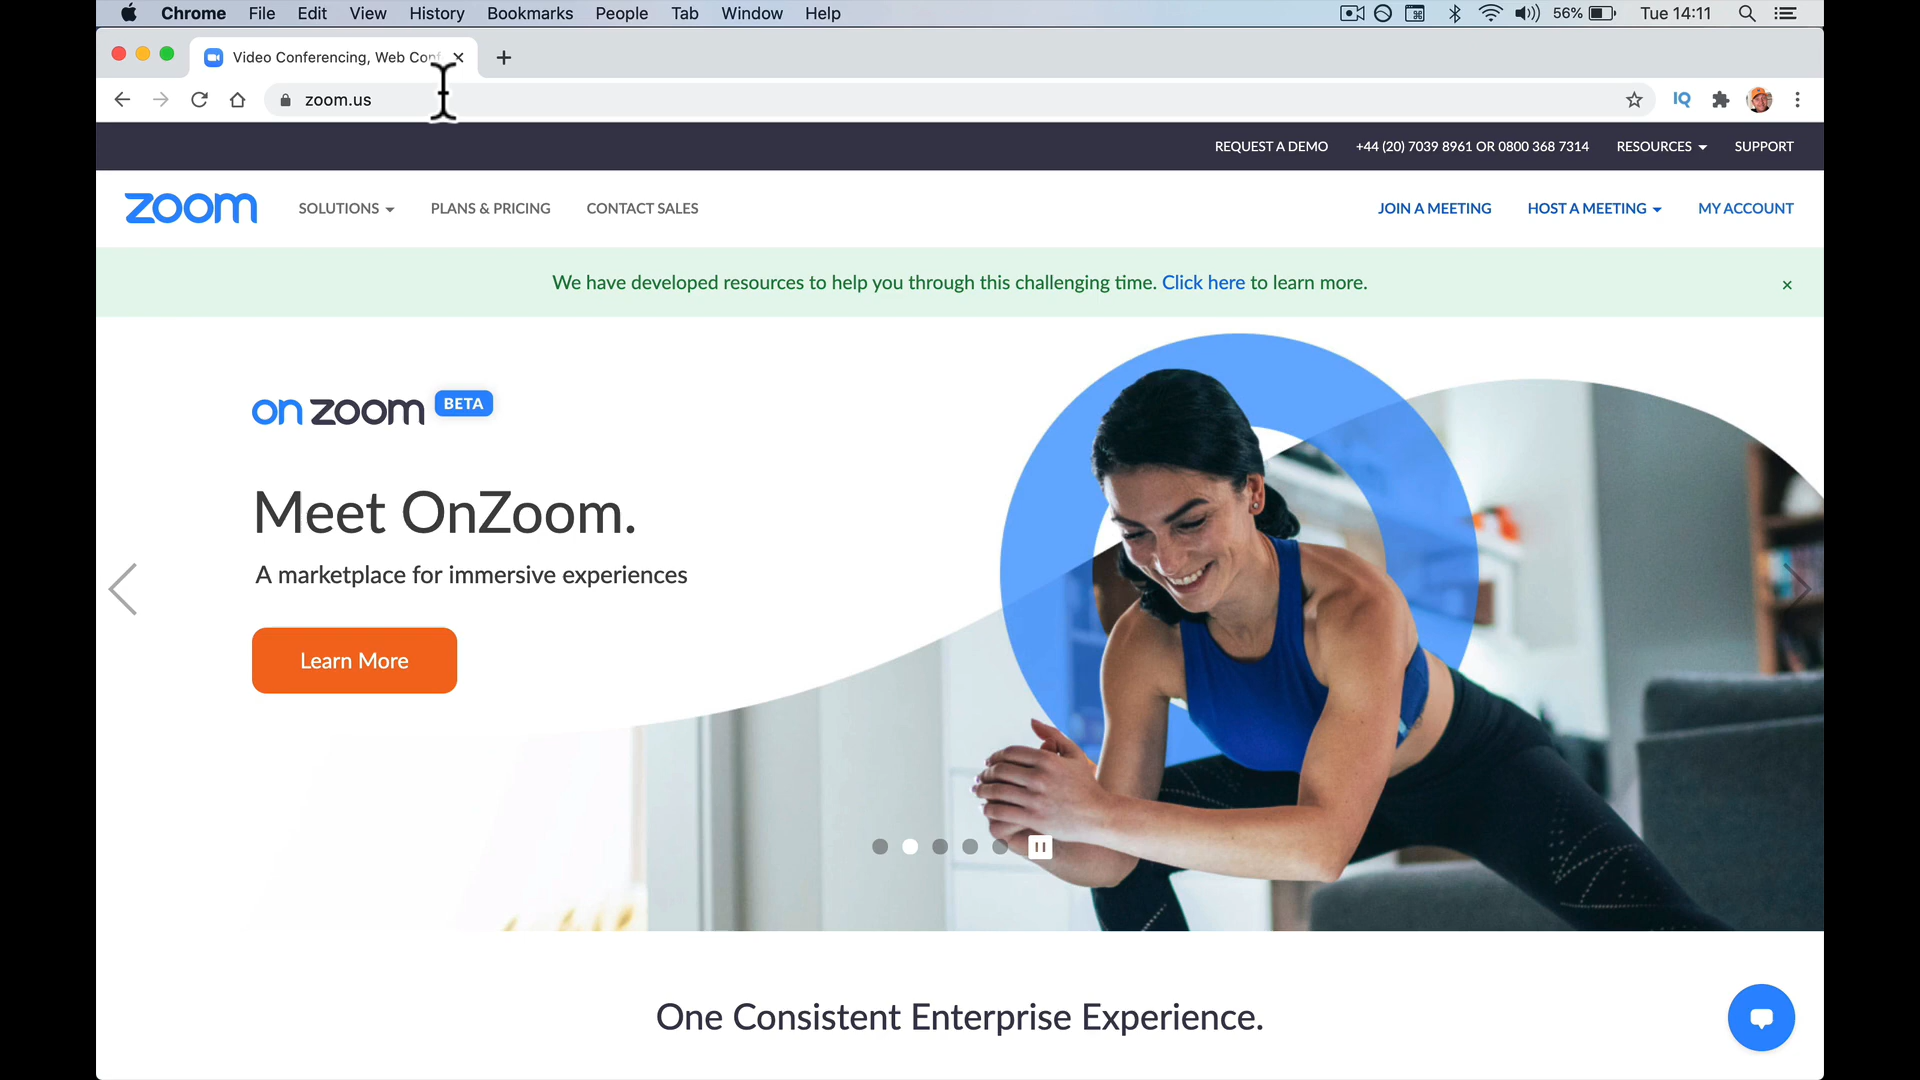 Chrome File Edit View History Bookmarks People Tab Window Help 56% Tue 14:11
Video Conferencing, Web Conf
zoom.us IQ
REQUEST A DEMO +44 (20) 7039 8961 OR 0800 368 7314 RESOURCES SUPPORT
zoom SOLUTIONS PLANS & PRICING CONTACT SALES JOIN A MEETING HOST A MEETING MY ACCOUNT
We have developed resources to help you through this challenging time. Click here to learn more.
on zoom BETA
Meet OnZoom.
A marketplace for immersive experiences
Learn More
One Consistent Enterprise Experience.